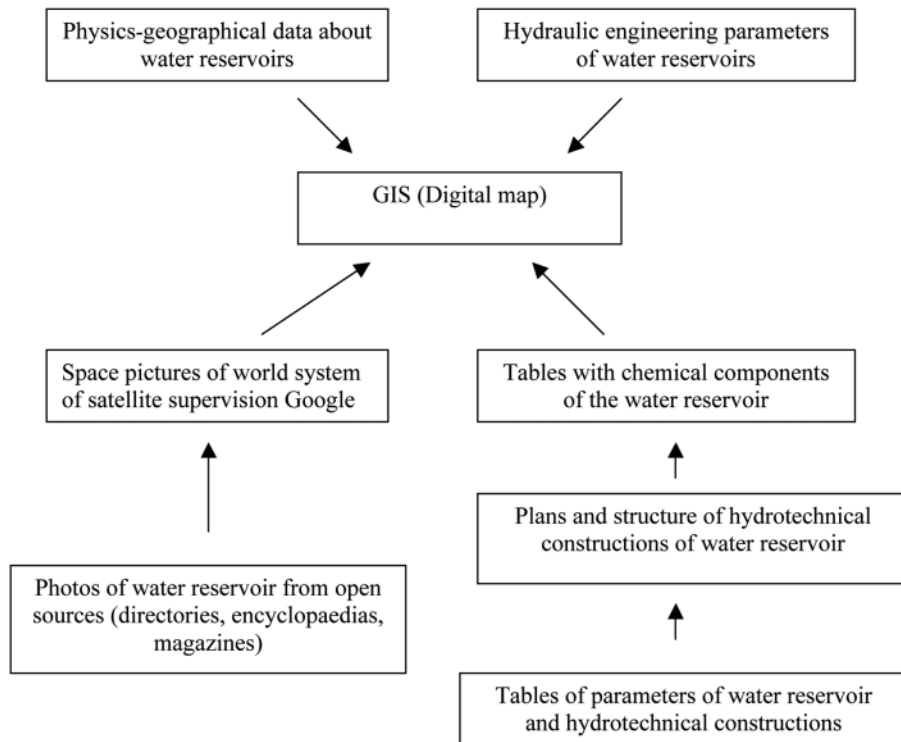 Physics-geographical data about
water reservoirs
Hydraulic engineering parameters
of water reservoirs
GIS (Digital map)
Space pictures of world system
of satellite supervision Google
Tables with chemical components
of the water reservoir
Plans and structure of hydrotechnical
constructions of water reservoir
Photos of water reservoir from open
sources (directories, encyclopaedias,
magazines)
Tables of parameters of water reservoir
and hydrotechnical constructions